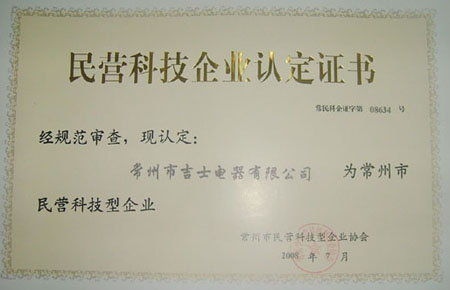 民营科技企业认定证书
常民科企证字第 08634 号
经规范审查，现认定：
常州市吉士电器有限公司 为常州市
民营科技型企业
常州市民营科技型企业协会
2008 年 7 月